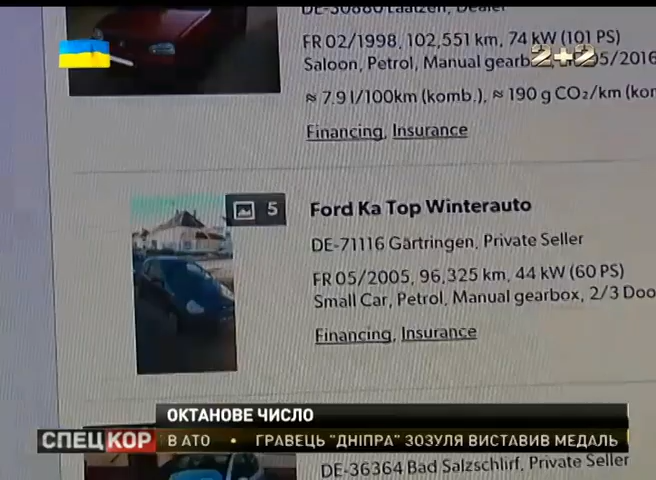 DE-30880 Laatzen, Dealer
FR 02/1998, 102,551 km, 74 kW (101 PS)
Saloon, Petrol, Manual gearb
2+2
05/2016
≈ 7.9 l/100km (komb.), ≈ 190 g CO₂/km (kom
Financing, Insurance
5
Ford Ka Top Winterauto
DE-71116 Gärtringen, Private Seller
FR 05/2005, 96,325 km, 44 kW (60 PS)
Small Car, Petrol, Manual gearbox, 2/3 Doo
Financing, Insurance
ОКТАНОВЕ ЧИСЛО
СПЕЦКОР
В АТО • ГРАВЕЦЬ "ДНІПРА" ЗОЗУЛЯ ВИСТАВИВ МЕДАЛЬ
DE-36364 Bad Salzschlirf, Private Seller